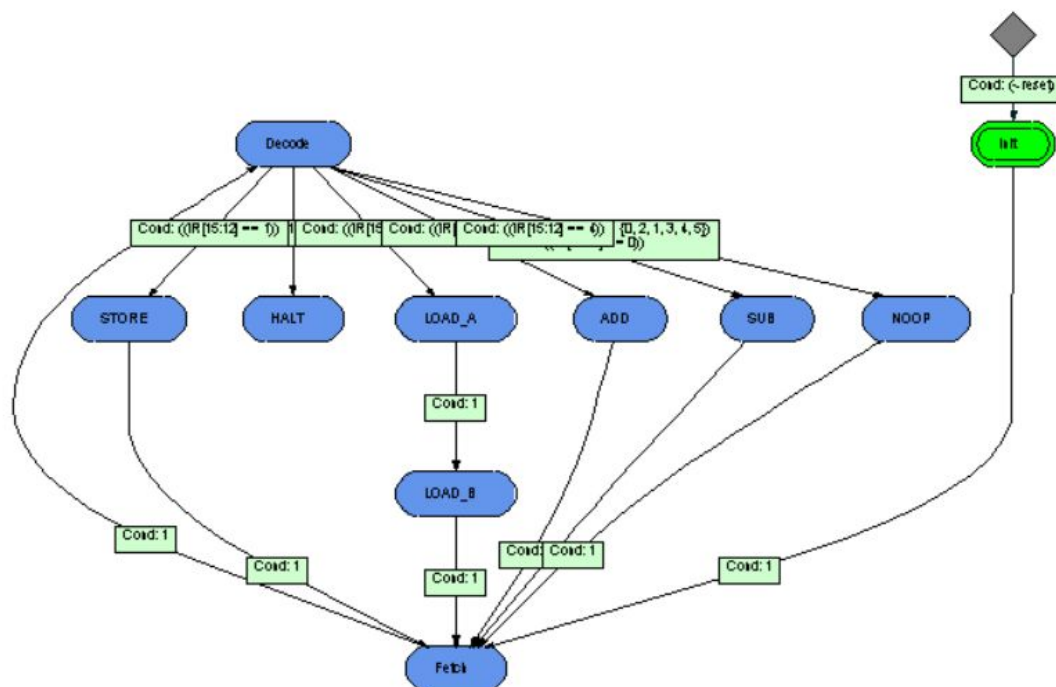 Cond: (~reset)
Init
Decode
Cond: ((IR[15:12] == 1))
Cond: ((IR[15
Cond: ((IR[
Cond: ((IR[15:12] == 4))
{0, 2, 1, 3, 4, 5})
= 0))
STORE
HALT
LOAD_A
ADD
SUB
NOOP
Cond: 1
LOAD_B
Cond: 1
Cond: 1
Cond:
Cond: 1
Cond: 1
Cond: 1
Fetch